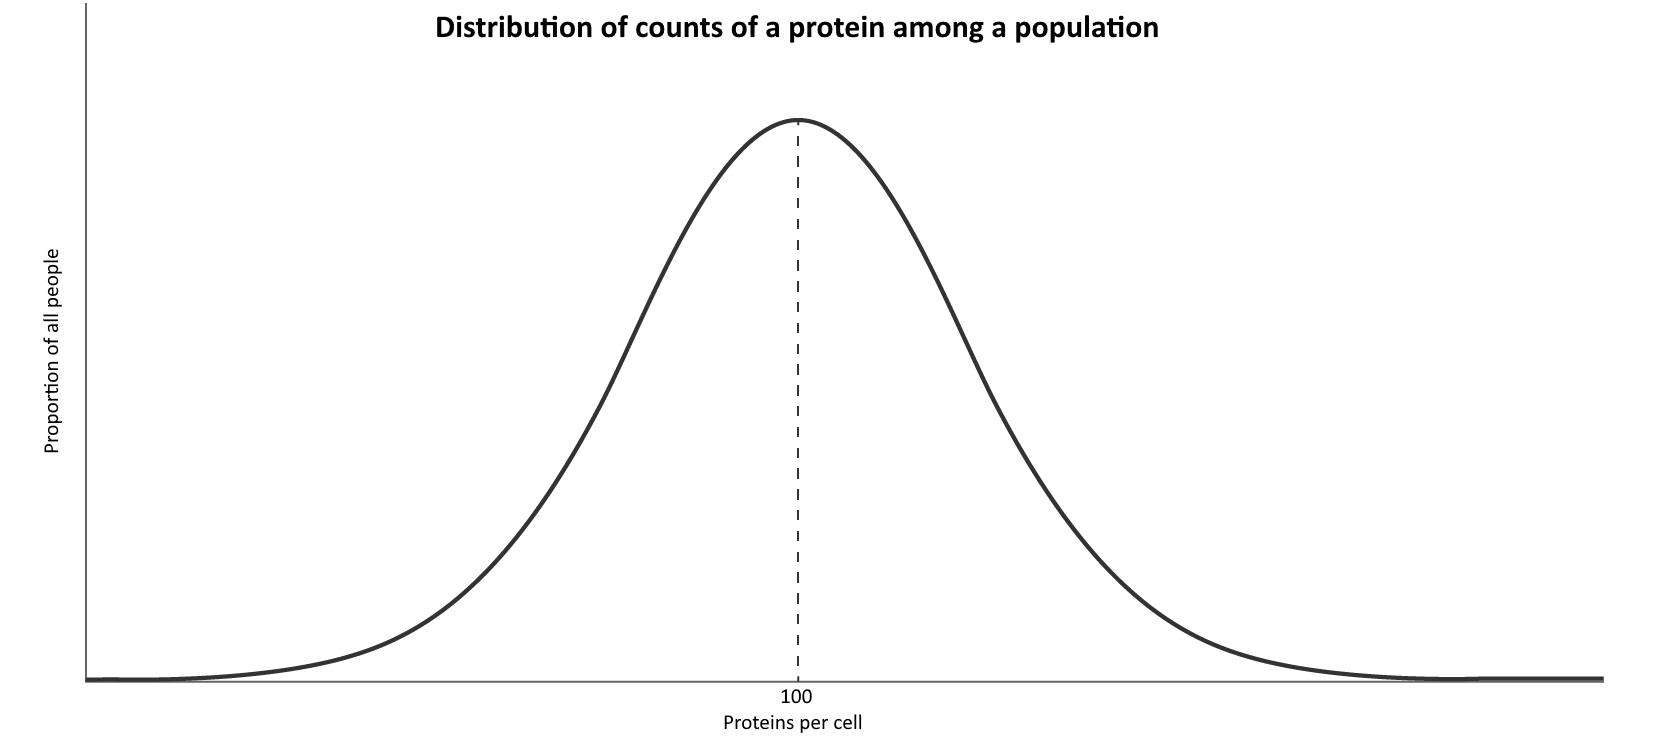 Distribution of counts of a protein among a population
Proportion of all people
100
Proteins per cell